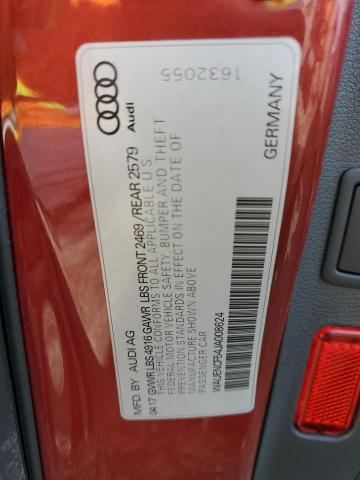 1632055
Audi
GERMANY
MFD. BY AUDI AG
04 17 GVWR LBS 4916 GAWR LBS FRONT 2469 / REAR 2579
THIS VEHICLE CONFORMS TO ALL APPLICABLE U S
FEDERAL MOTOR VEHICLE SAFETY, BUMPER AND THEFT
PREVENTION STANDARDS IN EFFECT ON THE DATE OF
MANUFACTURE SHOWN ABOVE
PASSENGER CAR
WAUENCF54JA008624